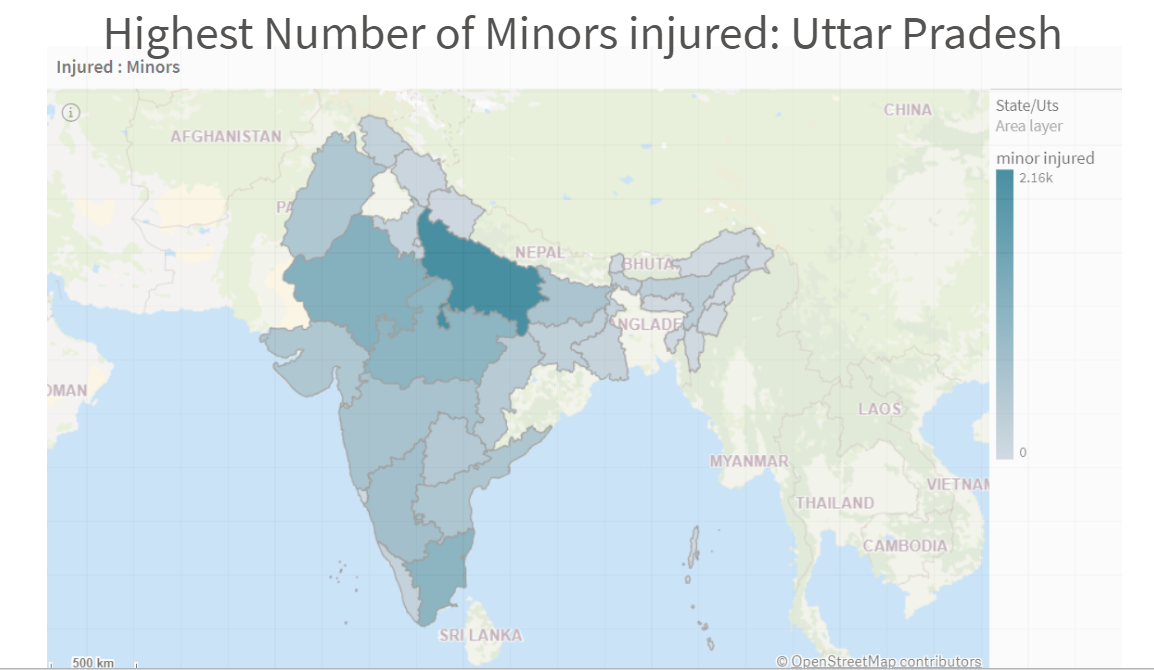 Highest Number of Minors injured: Uttar Pradesh
Injured : Minors
State/Uts
Area layer
minor injured
2.16k
0
CHINA
AFGHANISTAN
PA
NEPAL
BHUTA
NGLADE
OMAN
LAOS
MYANMAR
VIETNAM
THAILAND
CAMBODIA
SRI LANKA
500 km
© OpenStreetMap contributors